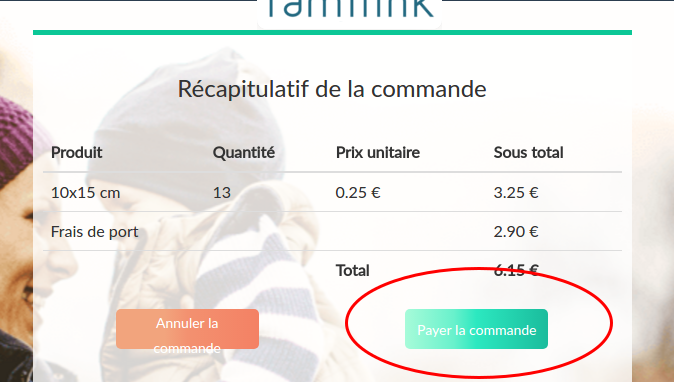 Récapitulatif de la commande
Produit Quantité Prix unitaire Sous total
10x15 cm 13 0.25 € 3.25 €
Frais de port 2.90 €
Total 6.15 €
Annuler la
commande
Payer la commande